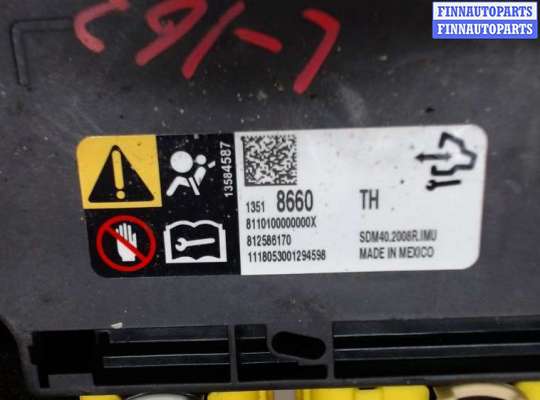 FINNAUTOPARTS
FINNAUTOPARTS
13584587
1351 8660 TH
8110100000000X
812586170
1118053001294598
SDM40.2008R.IMU
MADE IN MEXICO